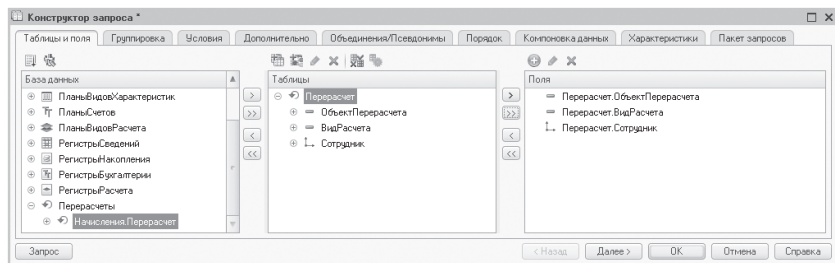 Конструктор запроса *
Таблицы и поля Группировка Условия Дополнительно Объединения/Псевдонимы Порядок Компоновка данных Характеристики Пакет запросов
База данных
ПланыВидовХарактеристик
ПланыСчетов
ПланыВидовРасчета
РегистрыСведений
РегистрыНакопления
РегистрыБухгалтерии
РегистрыРасчета
Перерасчеты
Начисления.Перерасчет
Таблицы
Перерасчет
ОбъектПерерасчета
ВидРасчета
Сотрудник
> >> < <<
Поля
Перерасчет.ОбъектПерерасчета
Перерасчет.ВидРасчета
Перерасчет.Сотрудник
> >> < <<
Запрос < Назад Далее > ОК Отмена Справка